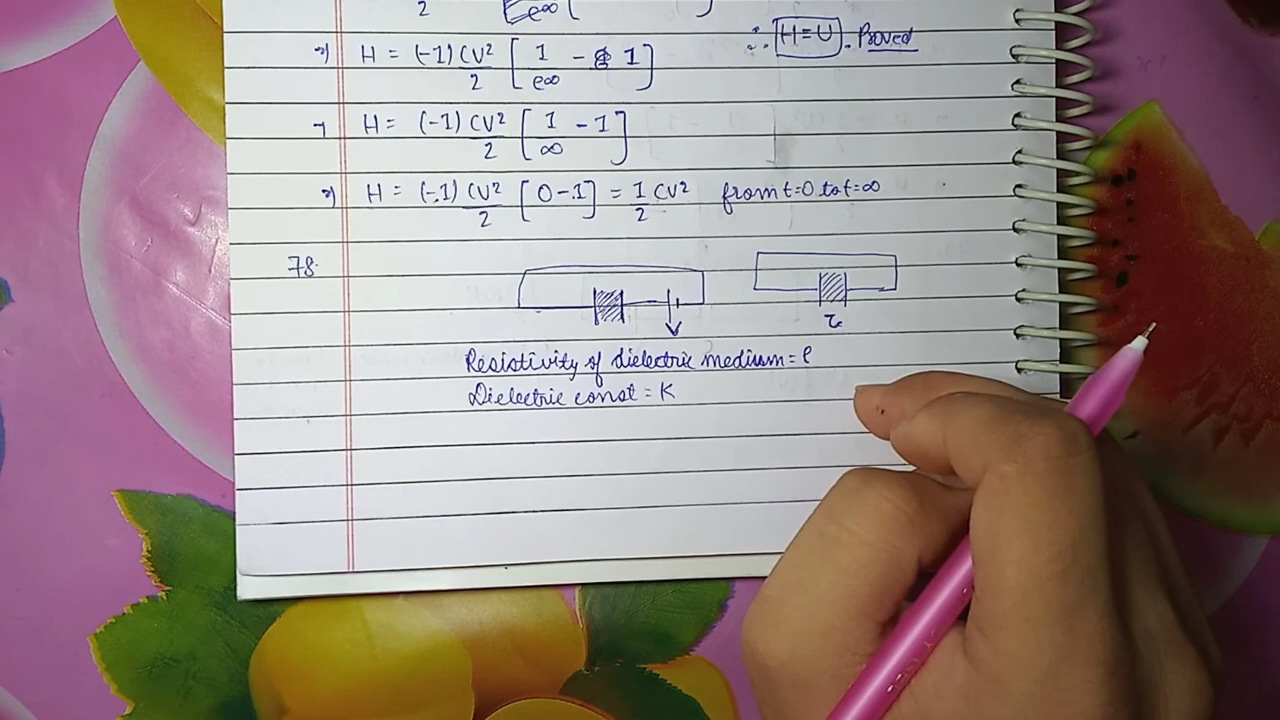 2 e∞
⇒ H = (-1) CV²/2 [1/e∞ - 1]
∴ H=U. Proved
⇒ H = (-1) CV²/2 [1/∞ - 1]
⇒ H = (-1) CV²/2 [0-1] = 1/2 CV² from t=0 to t=∞
78.
τ
Resistivity of dielectric medium = ρ
Dielectric const = K